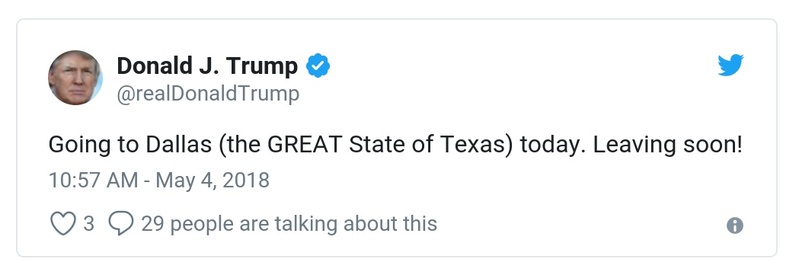 Donald J. Trump
@realDonaldTrump
Going to Dallas (the GREAT State of Texas) today. Leaving soon!
10:57 AM - May 4, 2018
3 29 people are talking about this